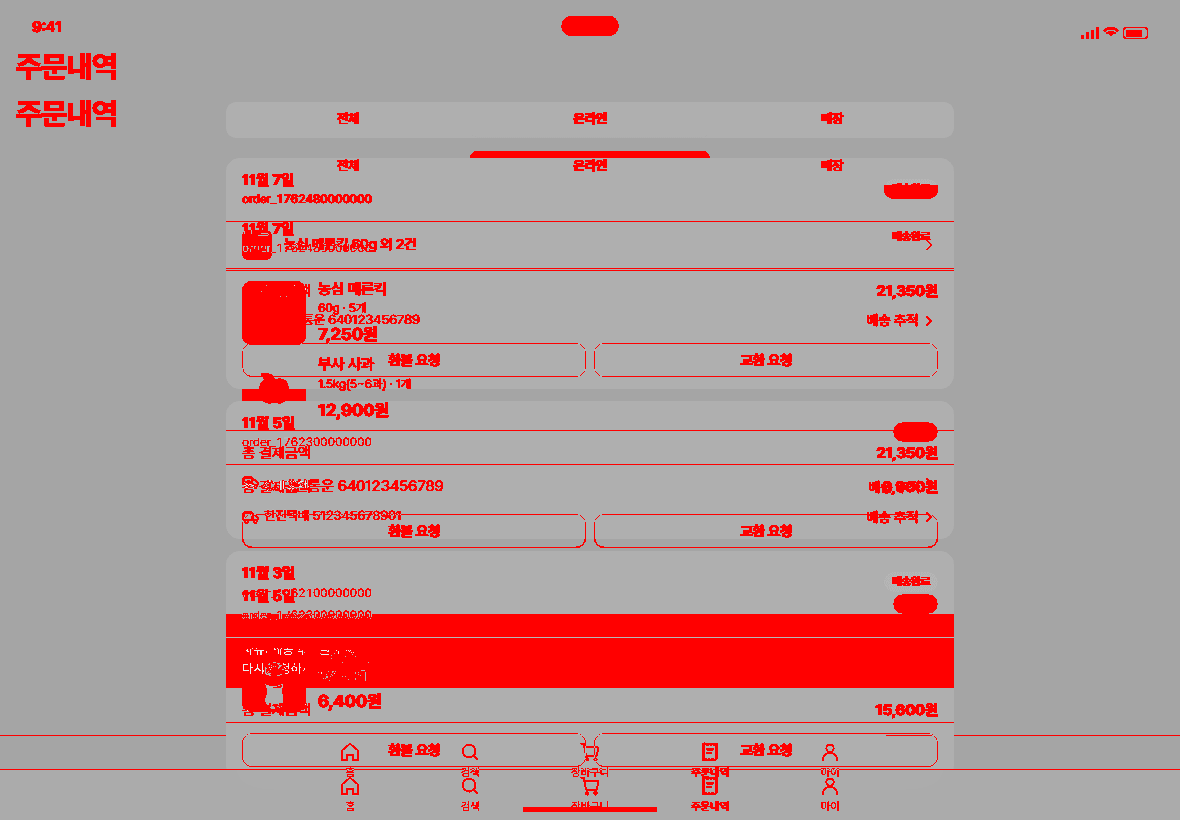 9:41
주문내역
주문내역
전체 온라인 매장
전체 온라인 매장
11월 7일
order_1762480000000
11월 7일
배송완료
농심 메론킥 60g 외 2건
농심 메론킥
21,350원
60g · 5개
640123456789
배송 추적
7,250원
환불 요청
교환 요청
부사 사과
1.5kg(5~6과) · 1개
12,900원
11월 5일
order_1762300000000
총 결제금액
21,350원
640123456789
한진택배 512345678901
배송 추적
환불 요청
교환 요청
11월 3일
배송완료
11월 5일
6,400원
15,600원
환불 요청
교환 요청
홈 검색 장바구니 주문내역 마이
홈 검색 장바구니 주문내역 마이